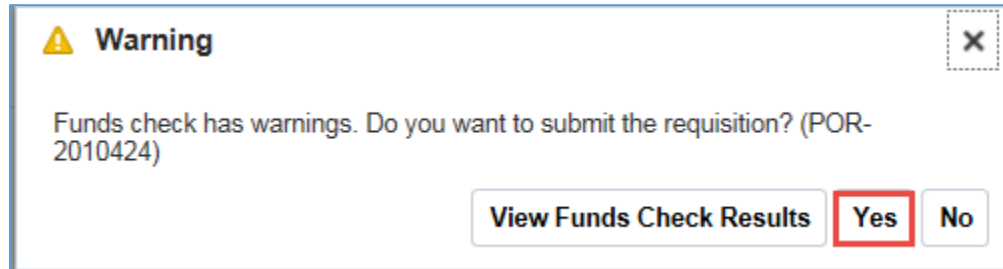 Warning
Funds check has warnings. Do you want to submit the requisition? (POR-
2010424)
View Funds Check Results Yes No